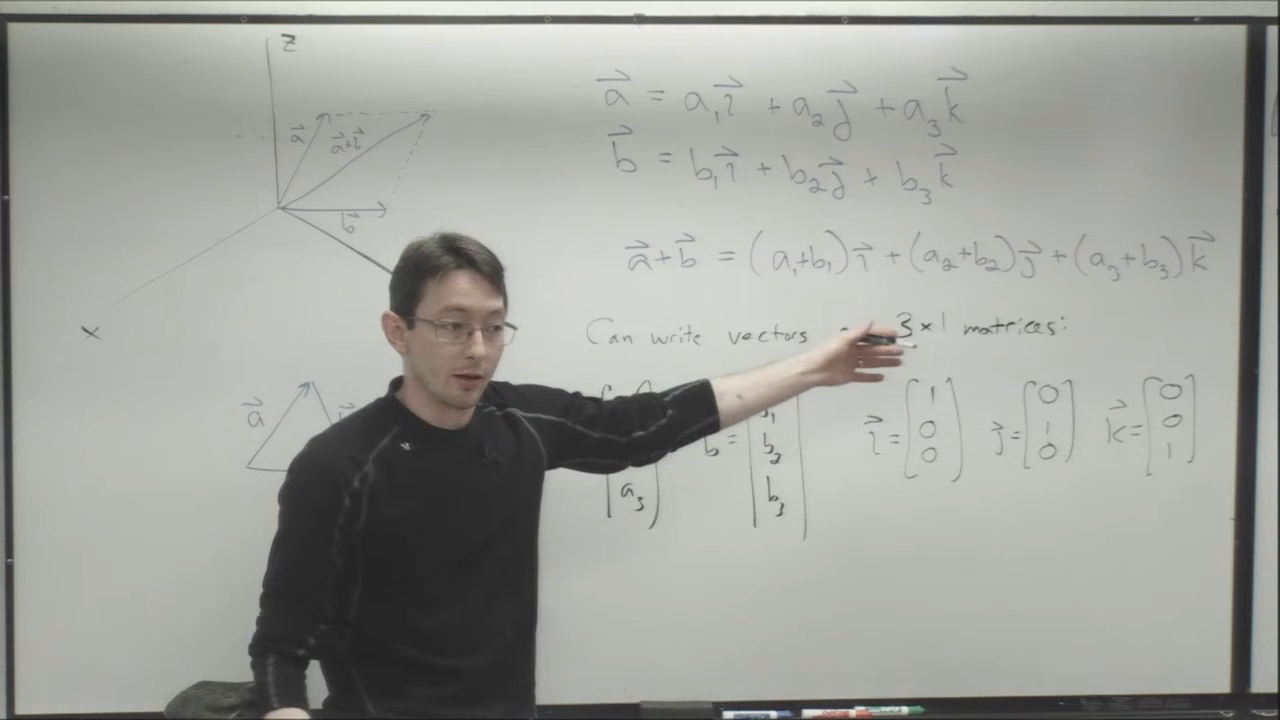 z
a⃗
a⃗+b⃗
b⃗
x
a⃗
a⃗ = a₁i⃗ + a₂j⃗ + a₃k⃗
b⃗ = b₁i⃗ + b₂j⃗ + b₃k⃗
a⃗+b⃗ = (a₁+b₁)i⃗ + (a₂+b₂)j⃗ + (a₃+b₃)k⃗
Can write vectors 3×1 matrices:
a₃
b = [b₁ b₂ b₃]
i⃗ = [1 0 0] j⃗ = [0 1 0] k⃗ = [0 0 1]